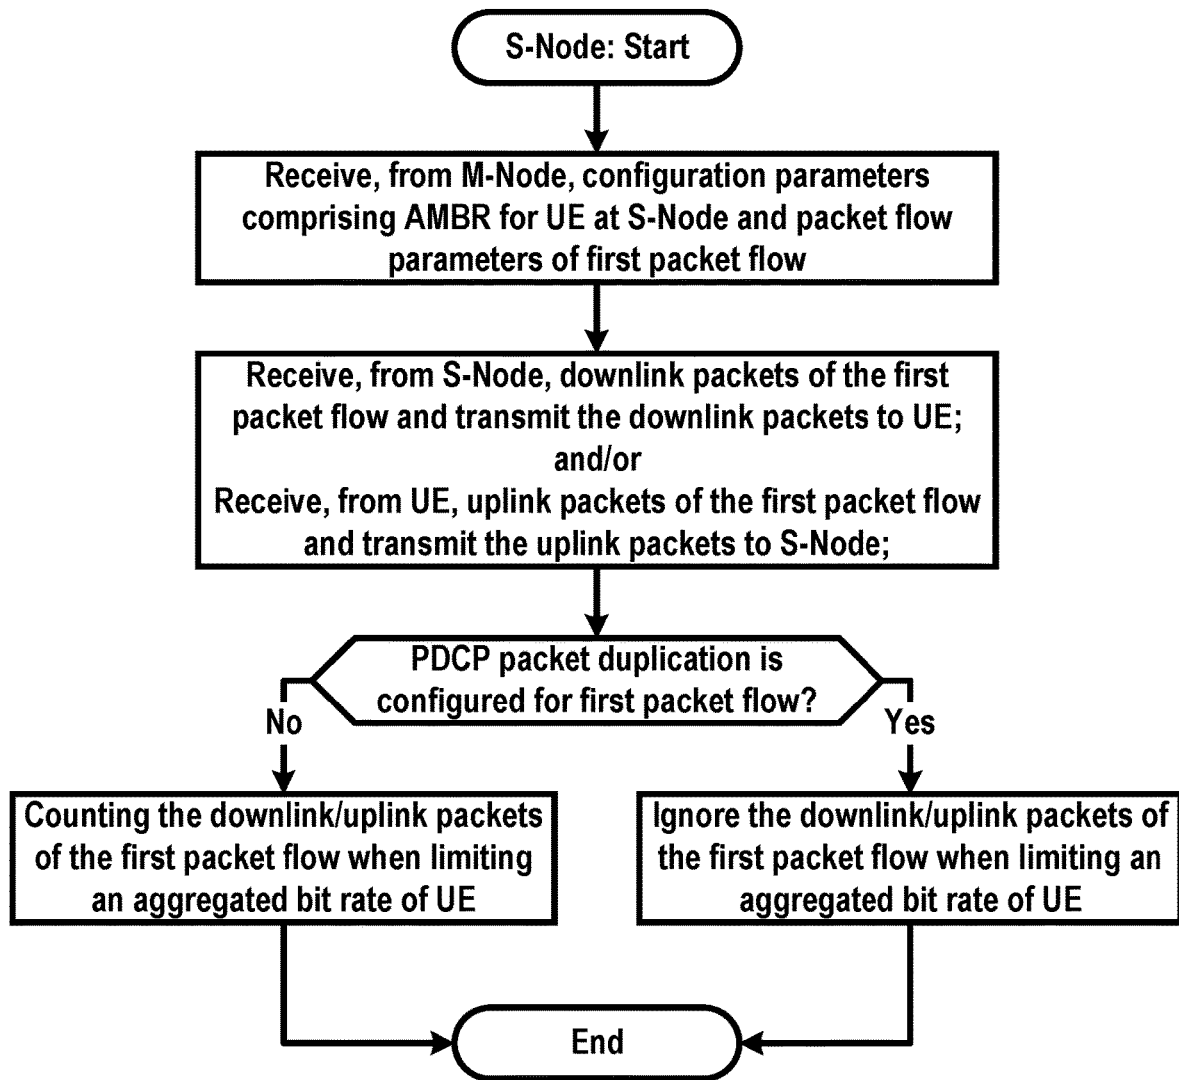 S-Node: Start
Receive, from M-Node, configuration parameters
comprising AMBR for UE at S-Node and packet flow
parameters of first packet flow
Receive, from S-Node, downlink packets of the first
packet flow and transmit the downlink packets to UE;
and/or
Receive, from UE, uplink packets of the first packet flow
and transmit the uplink packets to S-Node;
PDCP packet duplication is
configured for first packet flow?
No
Yes
Counting the downlink/uplink packets
of the first packet flow when limiting
an aggregated bit rate of UE
Ignore the downlink/uplink packets of
the first packet flow when limiting an
aggregated bit rate of UE
End